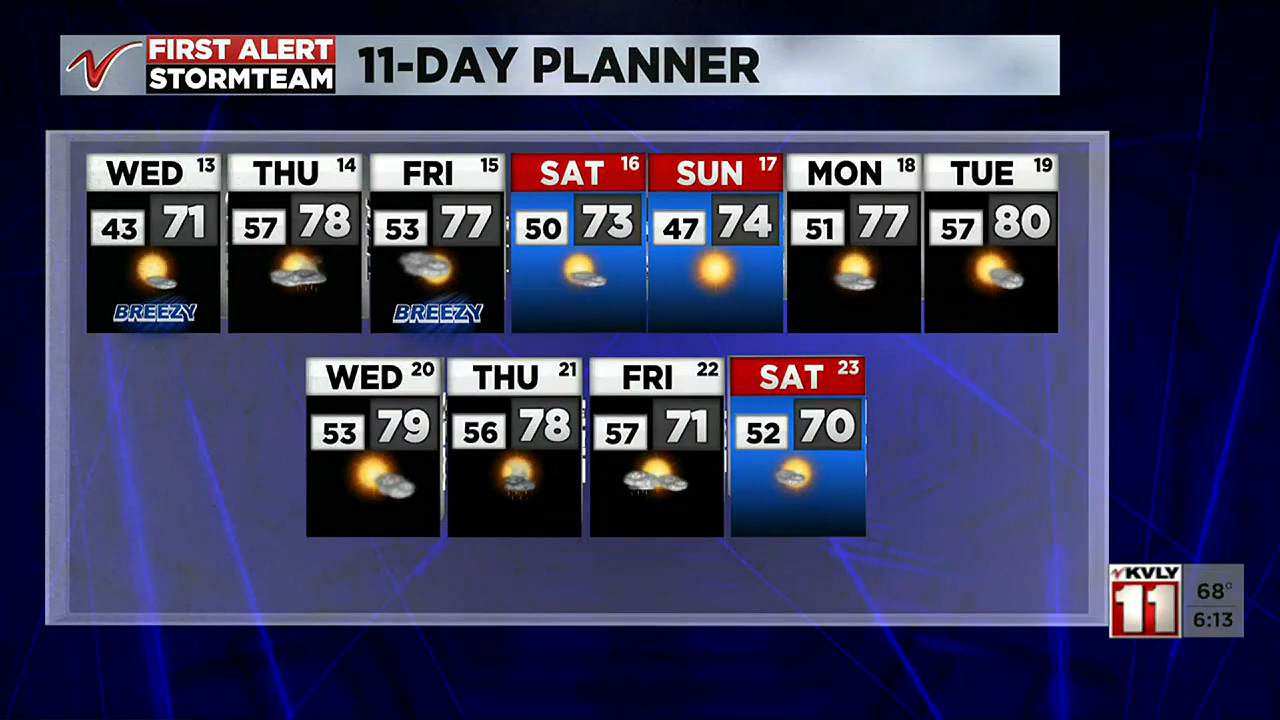 FIRST ALERT
STORMTEAM
11-DAY PLANNER
WED 13 THU 14 FRI 15 SAT 16 SUN 17 MON 18 TUE 19
43 71 57 78 53 77 50 73 47 74 51 77 57 80
BREEZY BREEZY
WED 20 THU 21 FRI 22 SAT 23
53 79 56 78 57 71 52 70
KVLY
11
68°
6:13